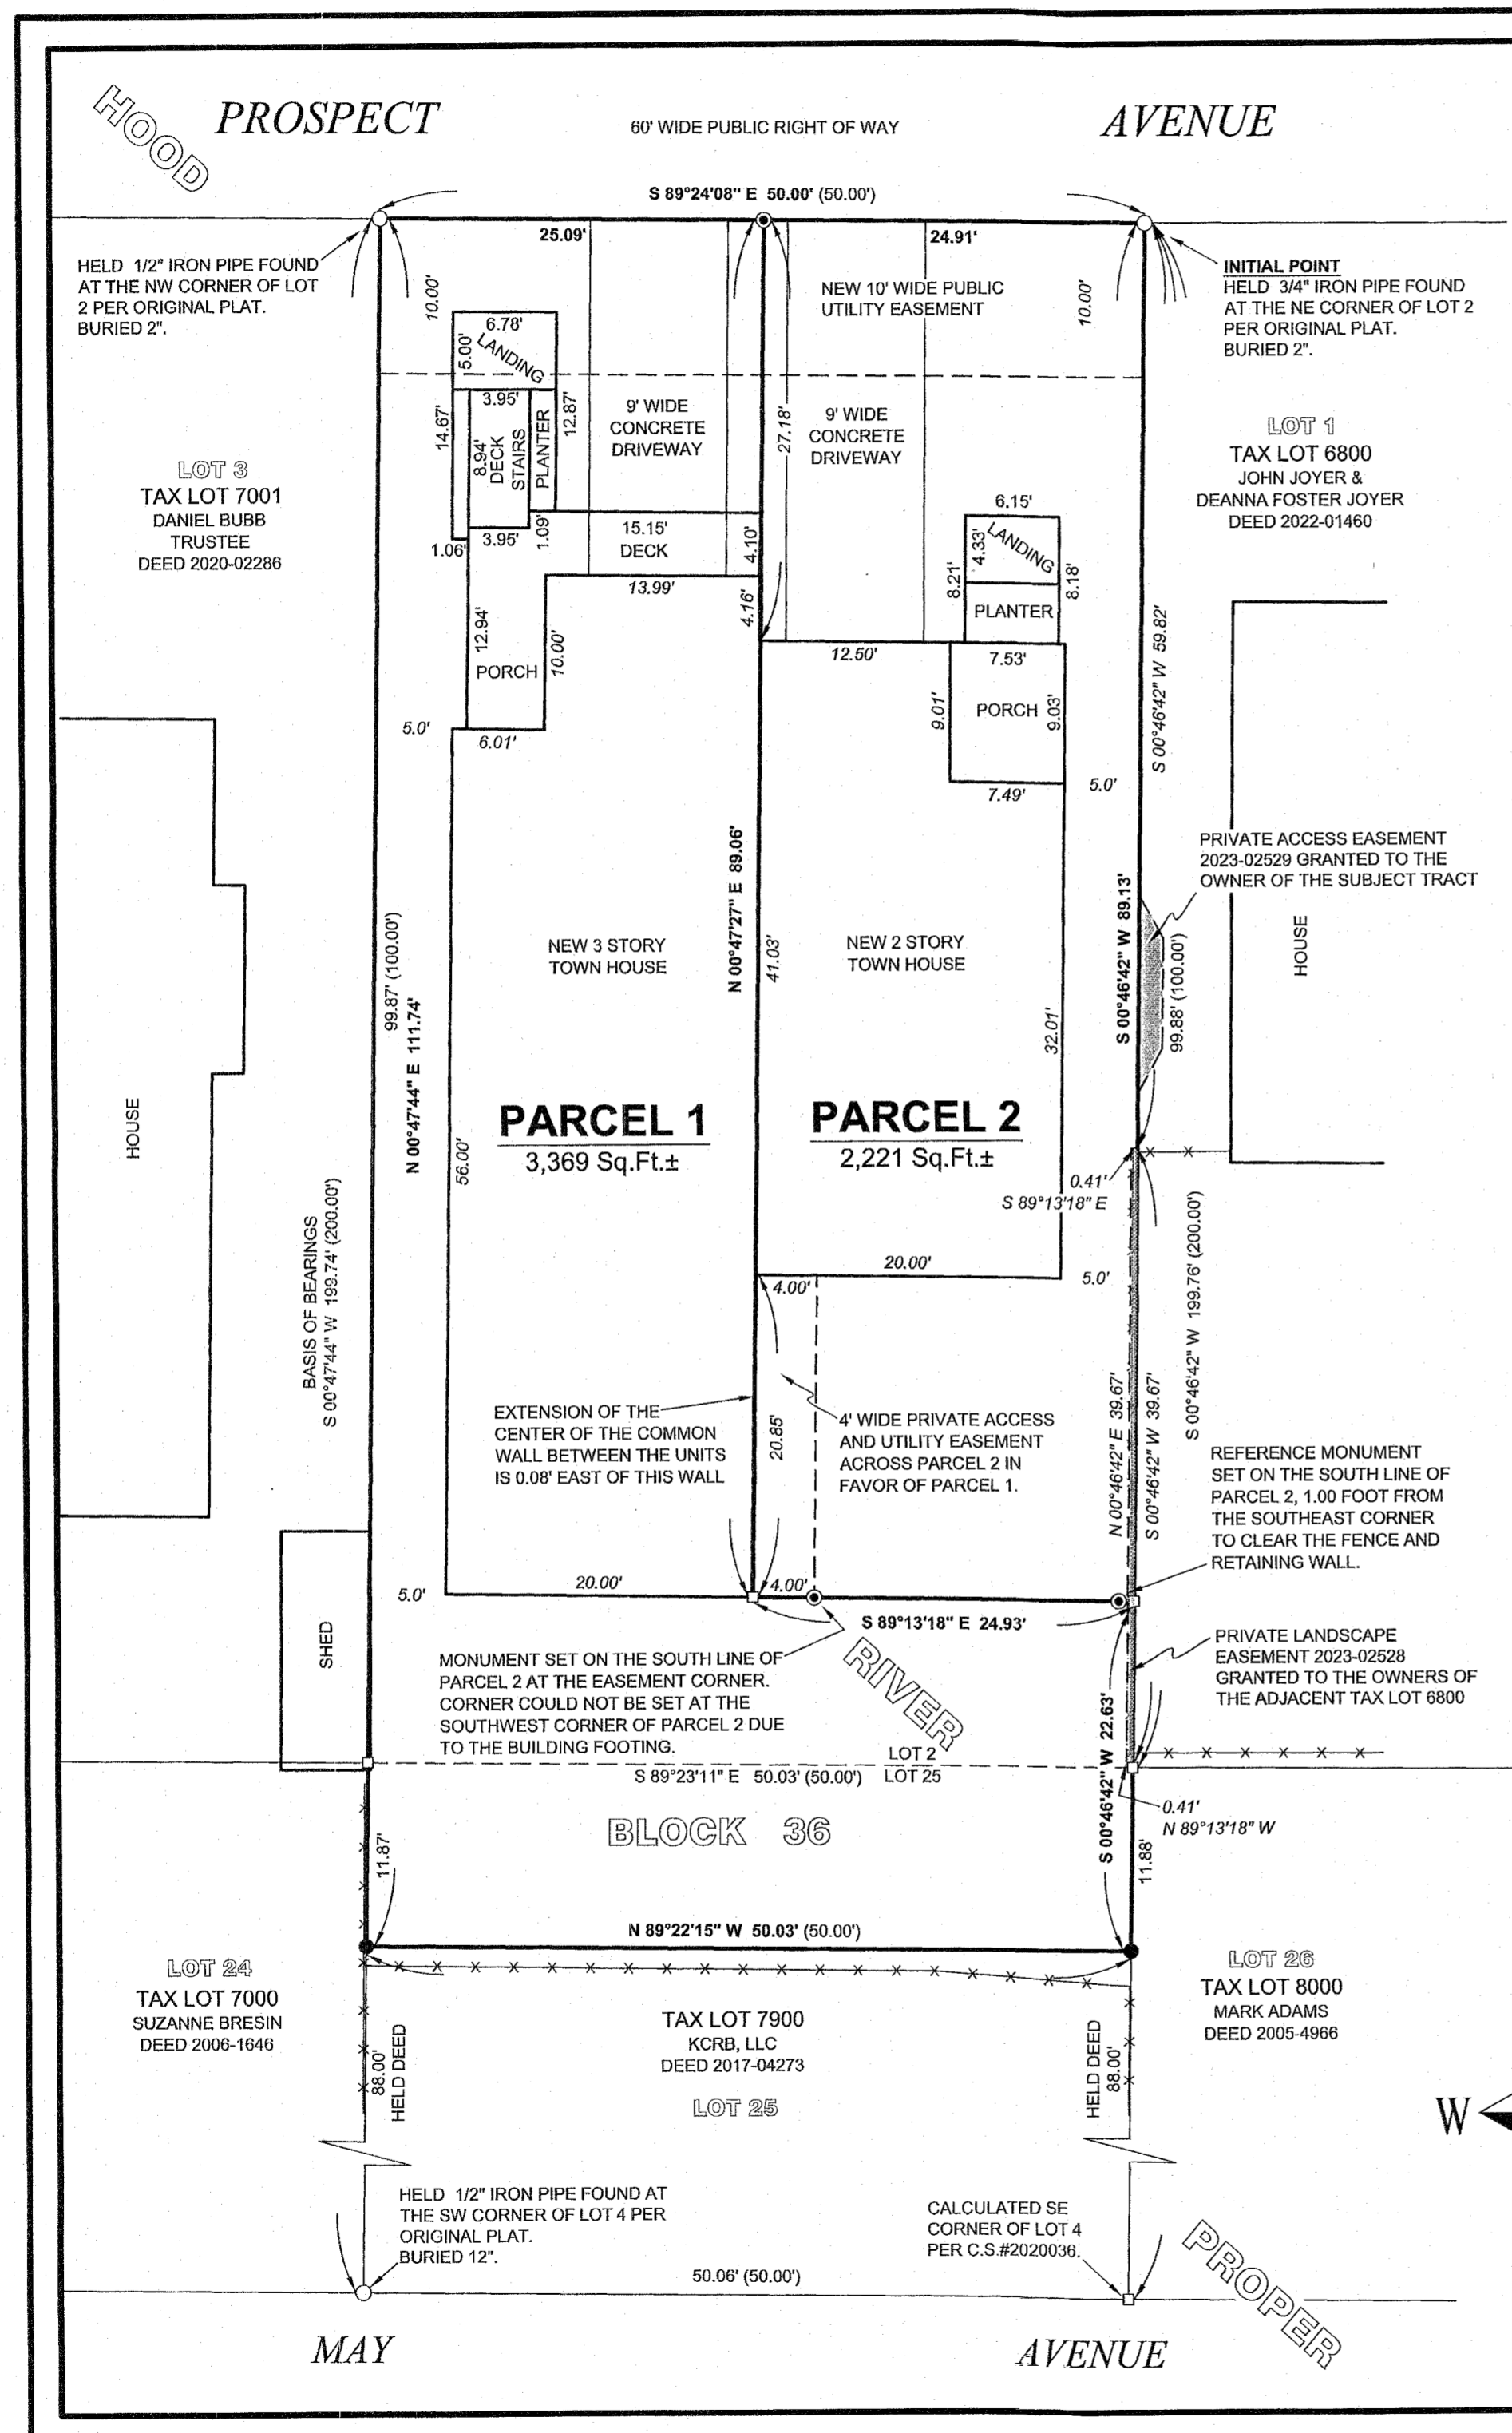 HOOD
PROSPECT
60' WIDE PUBLIC RIGHT OF WAY
AVENUE
S 89°24'08" E 50.00' (50.00')
25.09'
24.91'
HELD 1/2" IRON PIPE FOUND
AT THE NW CORNER OF LOT
2 PER ORIGINAL PLAT.
BURIED 2".
10.00'
NEW 10' WIDE PUBLIC
UTILITY EASEMENT
10.00'
INITIAL POINT
HELD 3/4" IRON PIPE FOUND
AT THE NE CORNER OF LOT 2
PER ORIGINAL PLAT.
BURIED 2".
6.78'
5.00'
LANDING
3.95'
14.67'
8.94'
DECK
STAIRS
PLANTER
12.87'
9' WIDE
CONCRETE
DRIVEWAY
27.18'
9' WIDE
CONCRETE
DRIVEWAY
LOT 3
TAX LOT 7001
DANIEL BUBB
TRUSTEE
DEED 2020-02286
LOT 1
TAX LOT 6800
JOHN JOYER &
DEANNA FOSTER JOYER
DEED 2022-01460
1.06'
3.95'
1.09'
15.15'
DECK
4.10'
13.99'
4.16'
6.15'
4.33'
LANDING
8.21'
8.18'
PLANTER
12.94'
PORCH
10.00'
12.50'
7.53'
9.01'
PORCH
9.03'
S 00°46'42" W 59.82'
5.0'
6.01'
7.49'
5.0'
PRIVATE ACCESS EASEMENT
2023-02529 GRANTED TO THE
OWNER OF THE SUBJECT TRACT
N 00°47'27" E 89.06'
41.03'
S 00°46'42" W 89.13'
99.88' (100.00')
HOUSE
99.87' (100.00')
N 00°47'44" E 111.74'
NEW 3 STORY
TOWN HOUSE
NEW 2 STORY
TOWN HOUSE
32.01'
HOUSE
56.00'
PARCEL 1
3,369 Sq.Ft.±
PARCEL 2
2,221 Sq.Ft.±
0.41'
S 89°13'18" E
BASIS OF BEARINGS
S 00°47'44" W 199.74' (200.00')
S 00°46'42" W 199.76' (200.00')
20.00'
4.00'
5.0'
N 00°46'42" E 39.67'
S 00°46'42" W 39.67'
EXTENSION OF THE
CENTER OF THE COMMON
WALL BETWEEN THE UNITS
IS 0.08' EAST OF THIS WALL
20.85'
4' WIDE PRIVATE ACCESS
AND UTILITY EASEMENT
ACROSS PARCEL 2 IN
FAVOR OF PARCEL 1.
REFERENCE MONUMENT
SET ON THE SOUTH LINE OF
PARCEL 2, 1.00 FOOT FROM
THE SOUTHEAST CORNER
TO CLEAR THE FENCE AND
RETAINING WALL.
5.0'
20.00'
4.00'
S 89°13'18" E 24.93'
SHED
MONUMENT SET ON THE SOUTH LINE OF
PARCEL 2 AT THE EASEMENT CORNER.
CORNER COULD NOT BE SET AT THE
SOUTHWEST CORNER OF PARCEL 2 DUE
TO THE BUILDING FOOTING.
RIVER
PRIVATE LANDSCAPE
EASEMENT 2023-02528
GRANTED TO THE OWNERS OF
THE ADJACENT TAX LOT 6800
S 00°46'42" W 22.63'
LOT 2
S 89°23'11" E 50.03' (50.00') LOT 25
BLOCK 36
0.41'
N 89°13'18" W
11.87'
11.88'
N 89°22'15" W 50.03' (50.00')
LOT 24
TAX LOT 7000
SUZANNE BRESIN
DEED 2006-1646
LOT 26
TAX LOT 8000
MARK ADAMS
DEED 2005-4966
88.00'
HELD DEED
TAX LOT 7900
KCRB, LLC
DEED 2017-04273
LOT 25
HELD DEED
88.00'
W
HELD 1/2" IRON PIPE FOUND AT
THE SW CORNER OF LOT 4 PER
ORIGINAL PLAT.
BURIED 12".
CALCULATED SE
CORNER OF LOT 4
PER C.S.#2020036.
50.06' (50.00')
PROPER
MAY
AVENUE